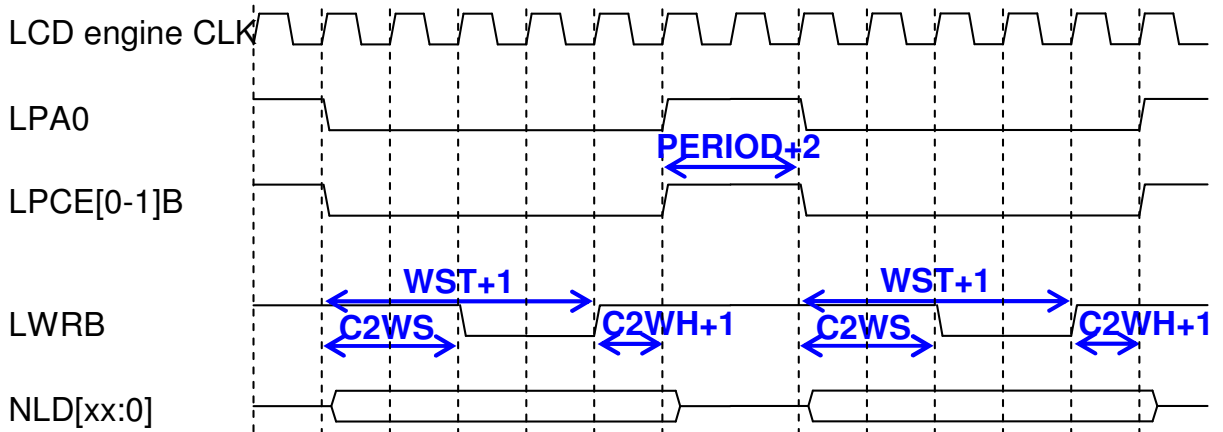 LCD engine CLK
LPA0
PERIOD+2
LPCE[0-1]B
WST+1 WST+1
LWRB C2WS C2WH+1 C2WS C2WH+1
NLD[xx:0]